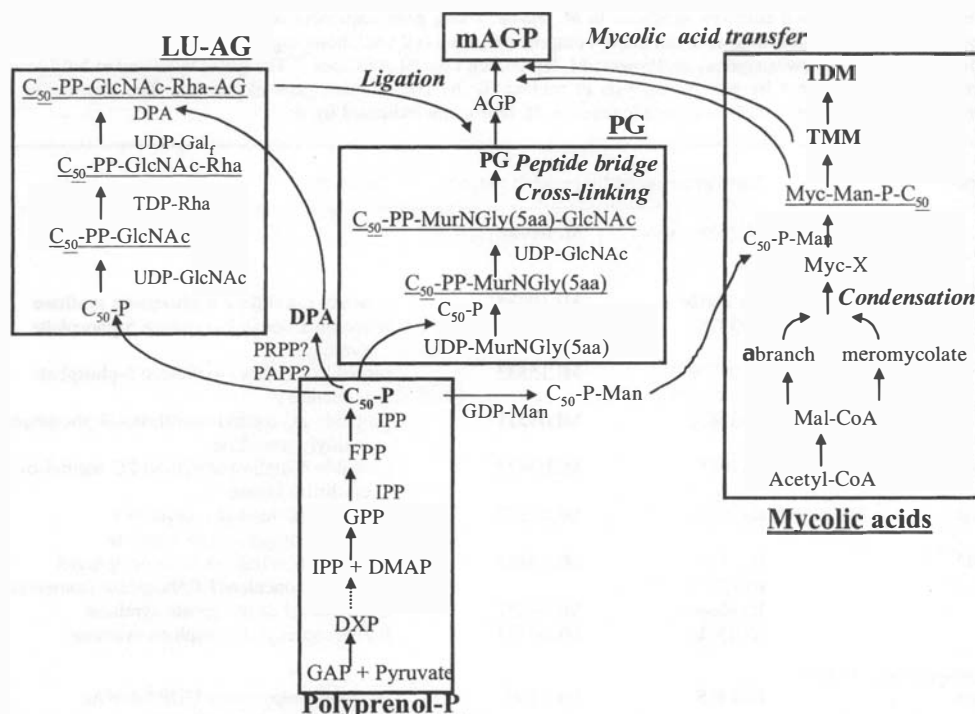 LU-AG
C50-PP-GlcNAc-Rha-AG
DPA
UDP-Galf
C50-PP-GlcNAc-Rha
TDP-Rha
C50-PP-GlcNAc
UDP-GlcNAc
C50-P
mAGP
Mycolic acid transfer
Ligation
AGP
PG
PG Peptide bridge
Cross-linking
C50-PP-MurNGly(5aa)-GlcNAc
UDP-GlcNAc
C50-PP-MurNGly(5aa)
C50-P
UDP-MurNGly(5aa)
DPA
PRPP?
PAPP?
C50-P
GDP-Man
C50-P-Man
IPP
FPP
IPP
GPP
IPP + DMAP
DXP
GAP + Pyruvate
Polyprenol-P
TDM
TMM
Myc-Man-P-C50
C50-P-Man
Myc-X
Condensation
abranch
meromycolate
Mal-CoA
Acetyl-CoA
Mycolic acids